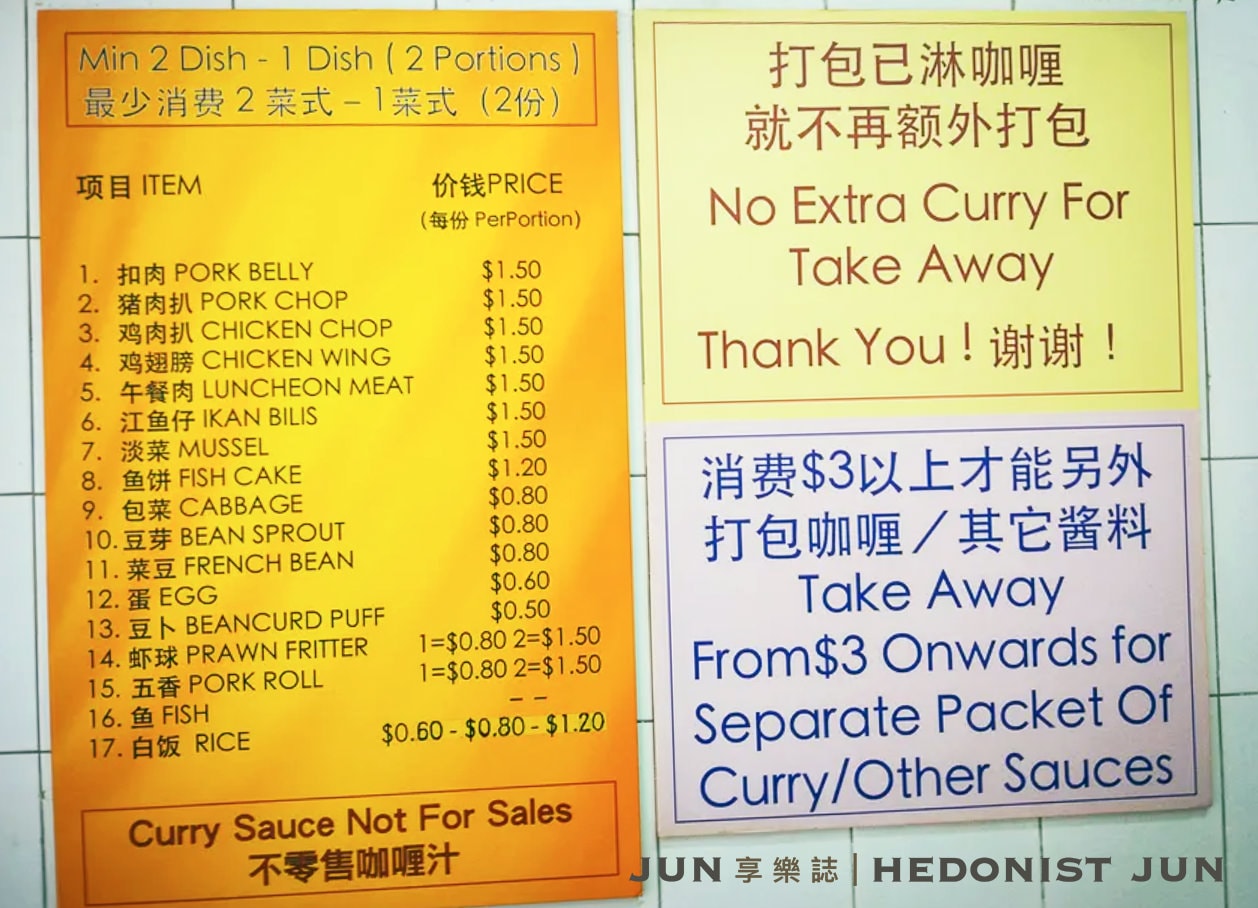 Min 2 Dish - 1 Dish ( 2 Portions )
最少消费 2 菜式 – 1菜式 (2份)
项目 ITEM 价钱PRICE
(每份 PerPortion)
1. 扣肉 PORK BELLY $1.50
2. 猪肉扒 PORK CHOP $1.50
3. 鸡肉扒 CHICKEN CHOP $1.50
4. 鸡翅膀 CHICKEN WING $1.50
5. 午餐肉 LUNCHEON MEAT $1.50
6. 江鱼仔 IKAN BILIS $1.50
7. 淡菜 MUSSEL $1.50
8. 鱼饼 FISH CAKE $1.20
9. 包菜 CABBAGE $0.80
10. 豆芽 BEAN SPROUT $0.80
11. 菜豆 FRENCH BEAN $0.80
12. 蛋 EGG $0.60
13. 豆卜 BEANCURD PUFF $0.50
14. 虾球 PRAWN FRITTER 1=$0.80 2=$1.50
15. 五香 PORK ROLL 1=$0.80 2=$1.50
16. 鱼 FISH – –
17. 白饭 RICE $0.60 - $0.80 - $1.20
Curry Sauce Not For Sales
不零售咖喱汁
打包已淋咖喱
就不再额外打包
No Extra Curry For
Take Away
Thank You ! 谢谢！
消费$3以上才能另外
打包咖喱／其它酱料
Take Away
From$3 Onwards for
Separate Packet Of
Curry/Other Sauces
JUN 享樂誌 | HEDONIST JUN